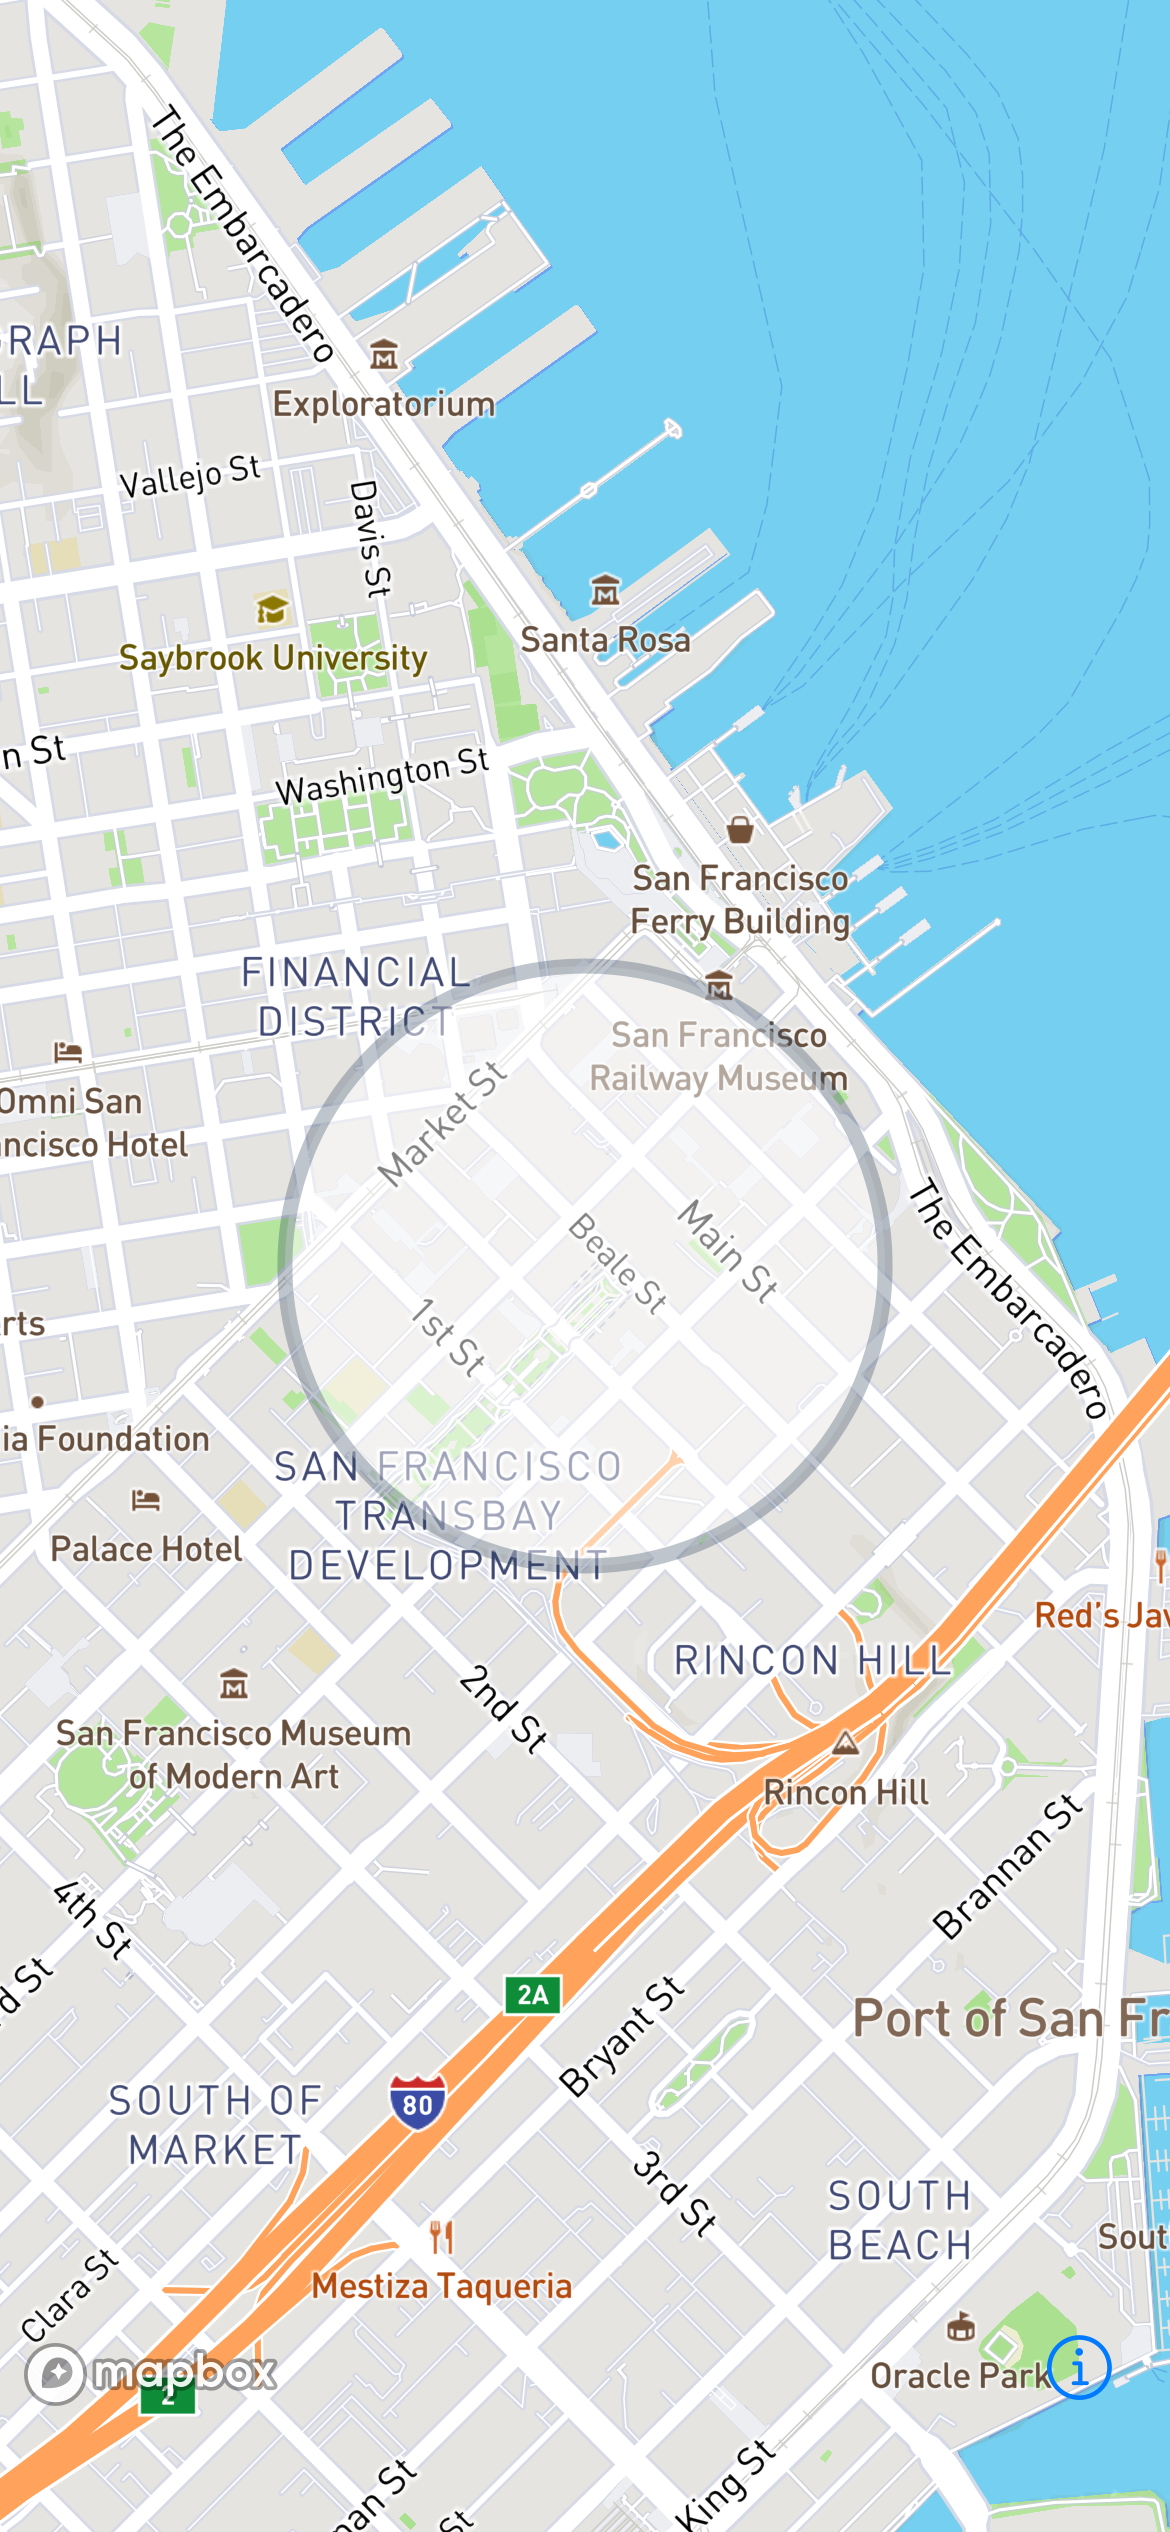 The Embarcadero
GRAPH
LL
Exploratorium
Vallejo St
Davis St
Santa Rosa
Saybrook University
n St
Washington St
San Francisco
Ferry Building
FINANCIAL
DISTRICT
San Francisco
Railway Museum
Omni San
ncisco Hotel
Market St
Main St
Beale St
The Embarcadero
1st St
rts
ia Foundation
SAN FRANCISCO
TRANSBAY
DEVELOPMENT
Palace Hotel
Red's Jav
RINCON HILL
2nd St
San Francisco Museum
of Modern Art
Rincon Hill
Brannan St
4th St
rd St
2A
Port of San Fr
Bryant St
80
SOUTH OF
MARKET
3rd St
SOUTH
BEACH
Sout
Clara St
Mestiza Taqueria
Oracle Park
i
mapbox
2
King St
nan St
St